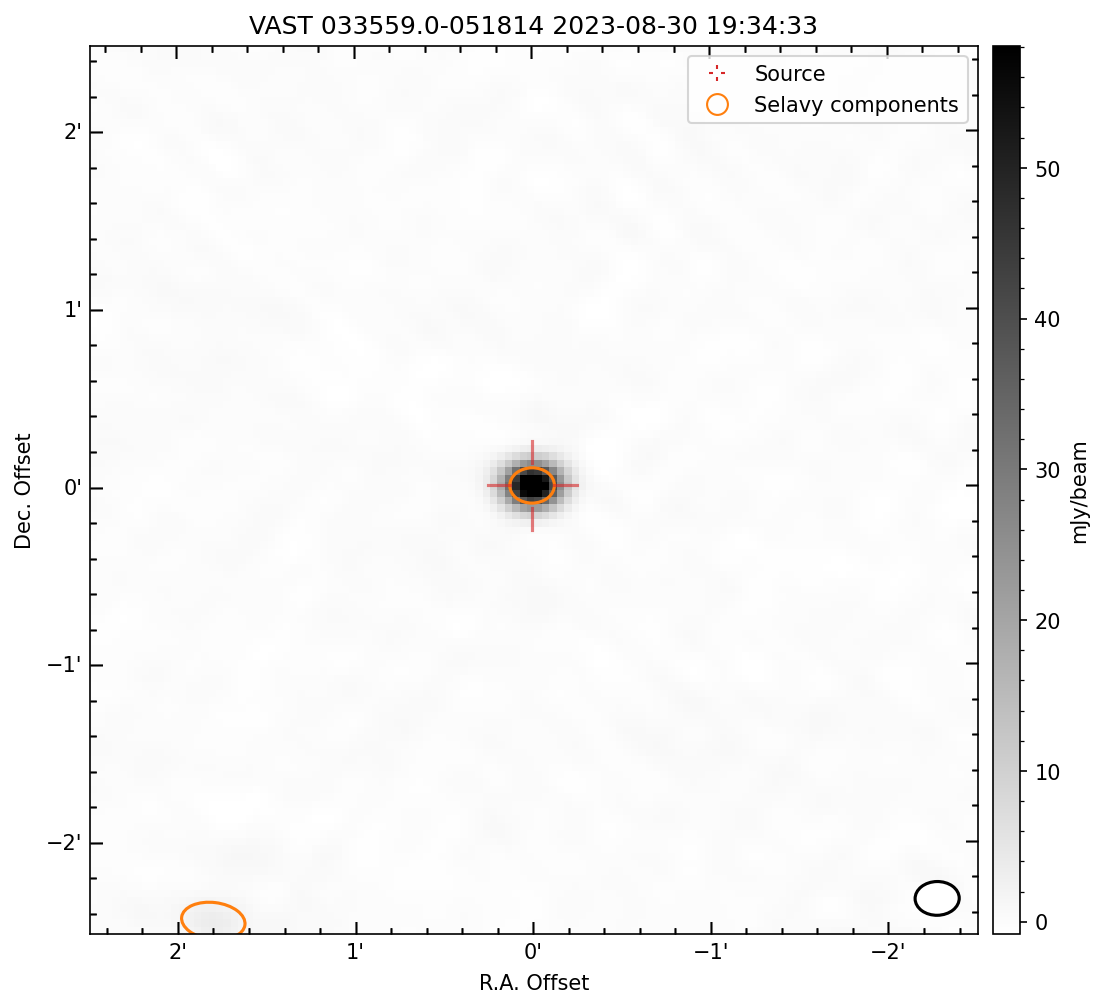 VAST 033559.0-051814 2023-08-30 19:34:33
Source
Selavy components
2'
1'
0'
−1'
−2'
Dec. Offset
2'
1'
0'
−1'
−2'
R.A. Offset
50
40
30
20
10
0
mJy/beam